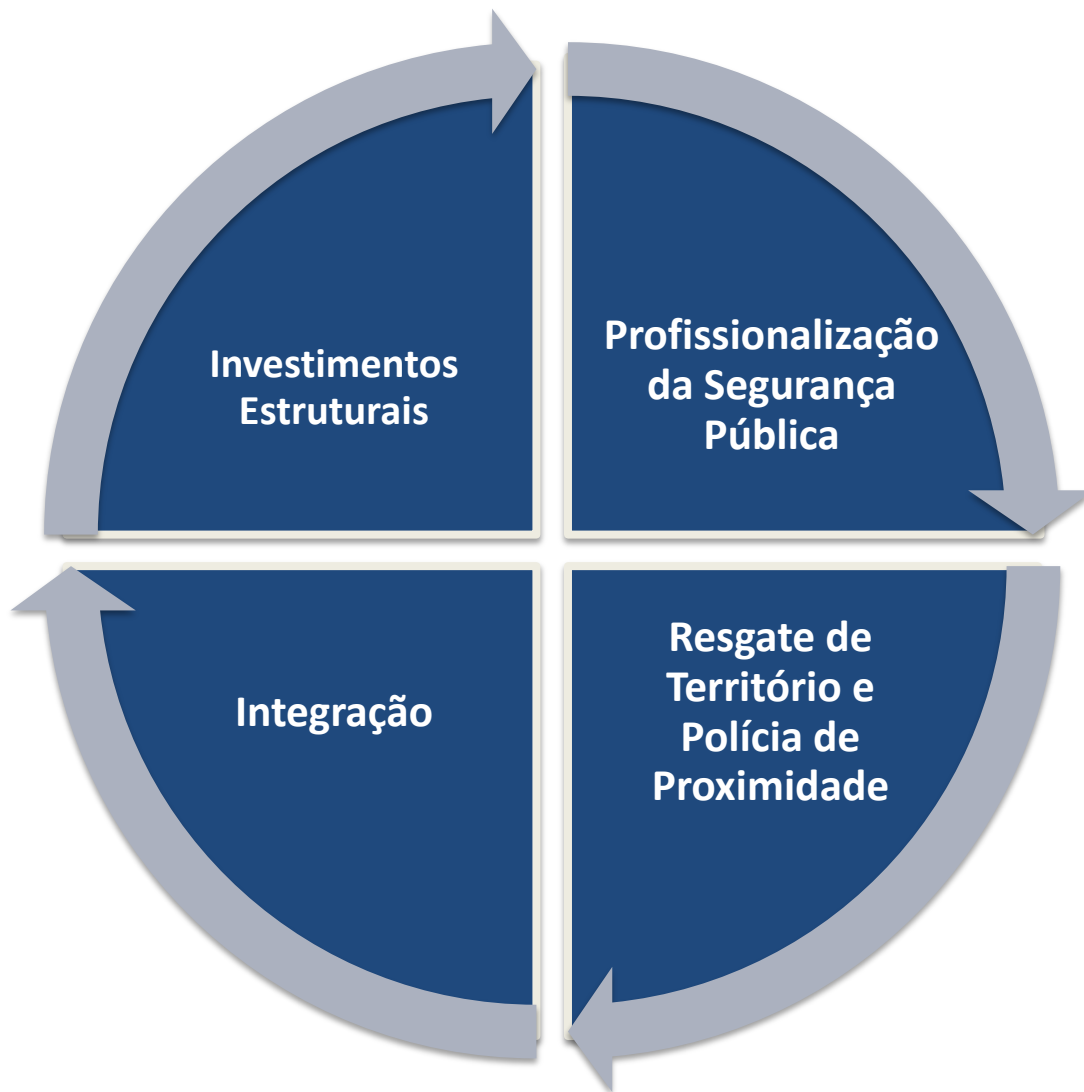 Investimentos
Estruturais
Profissionalização
da Segurança
Pública
Integração
Resgate de
Território e
Polícia de
Proximidade